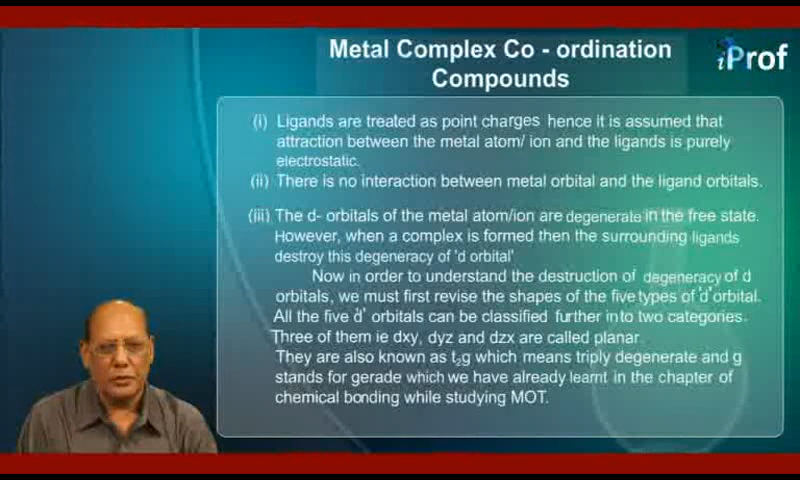 Metal Complex Co - ordination
Compounds
iProf
(i) Ligands are treated as point charges hence it is assumed that
attraction between the metal atom/ ion and the ligands is purely
electrostatic.
(ii) There is no interaction between metal orbital and the ligand orbitals.
(iii) The d- orbitals of the metal atom/ion are degenerate in the free state.
However, when a complex is formed then the surrounding ligands
destroy this degeneracy of 'd orbital'
Now in order to understand the destruction of degeneracy of d
orbitals, we must first revise the shapes of the five types of 'd' orbital.
All the five d' orbitals can be classified further into two categories.
Three of them ie dxy, dyz and dzx are called planar
They are also known as t₂g which means triply degenerate and g
stands for gerade which we have already learnt in the chapter of
chemical bonding while studying MOT.